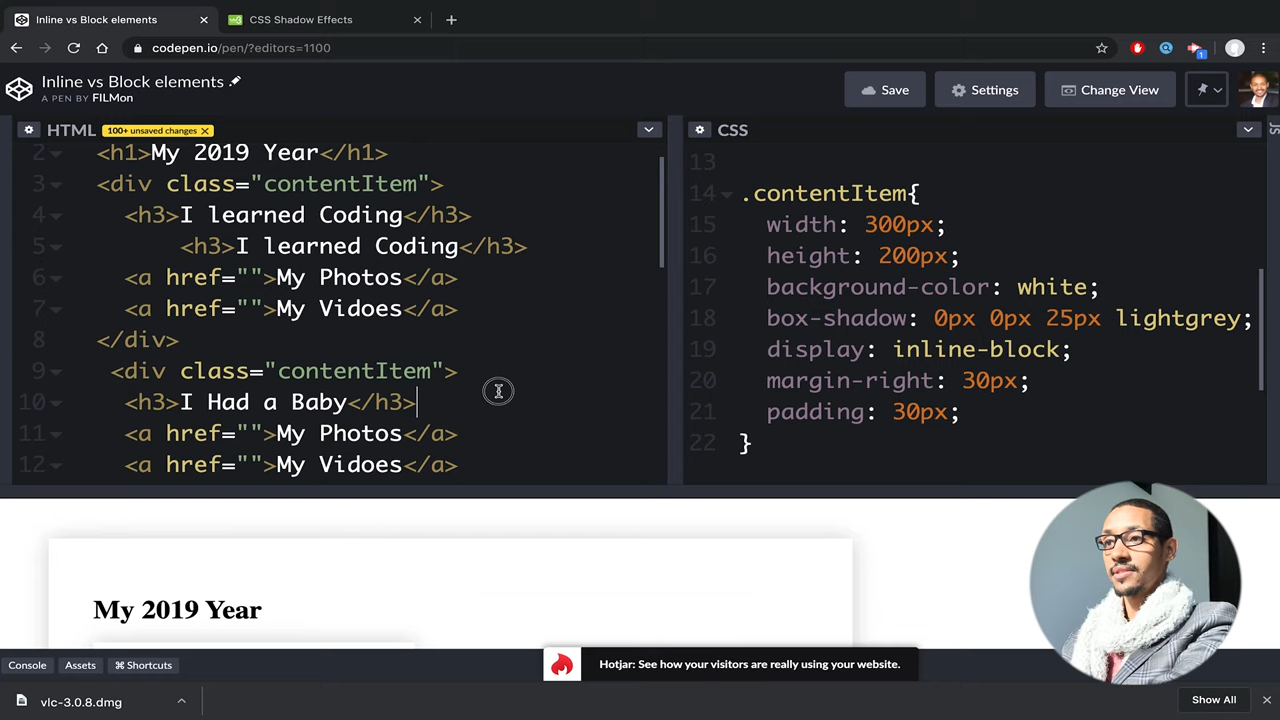 Inline vs Block elements
CSS Shadow Effects
codepen.io/pen/?editors=1100
1
Inline vs Block elements
A PEN BY FILMon
Save
Settings
Change View
HTML
100+ unsaved changes X
2 <h1>My 2019 Year</h1>
3 <div class="contentItem">
4 <h3>I learned Coding</h3>
5 <h3>I learned Coding</h3>
6 <a href="">My Photos</a>
7 <a href="">My Vidoes</a>
8 </div>
9 <div class="contentItem">
10 <h3>I Had a Baby</h3>
11 <a href="">My Photos</a>
12 <a href="">My Vidoes</a>
CSS
JS
13
14 .contentItem{
15 width: 300px;
16 height: 200px;
17 background-color: white;
18 box-shadow: 0px 0px 25px lightgrey;
19 display: inline-block;
20 margin-right: 30px;
21 padding: 30px;
22 }
My 2019 Year
Console
Assets
⌘ Shortcuts
Hotjar: See how your visitors are really using your website.
vlc-3.0.8.dmg
Show All